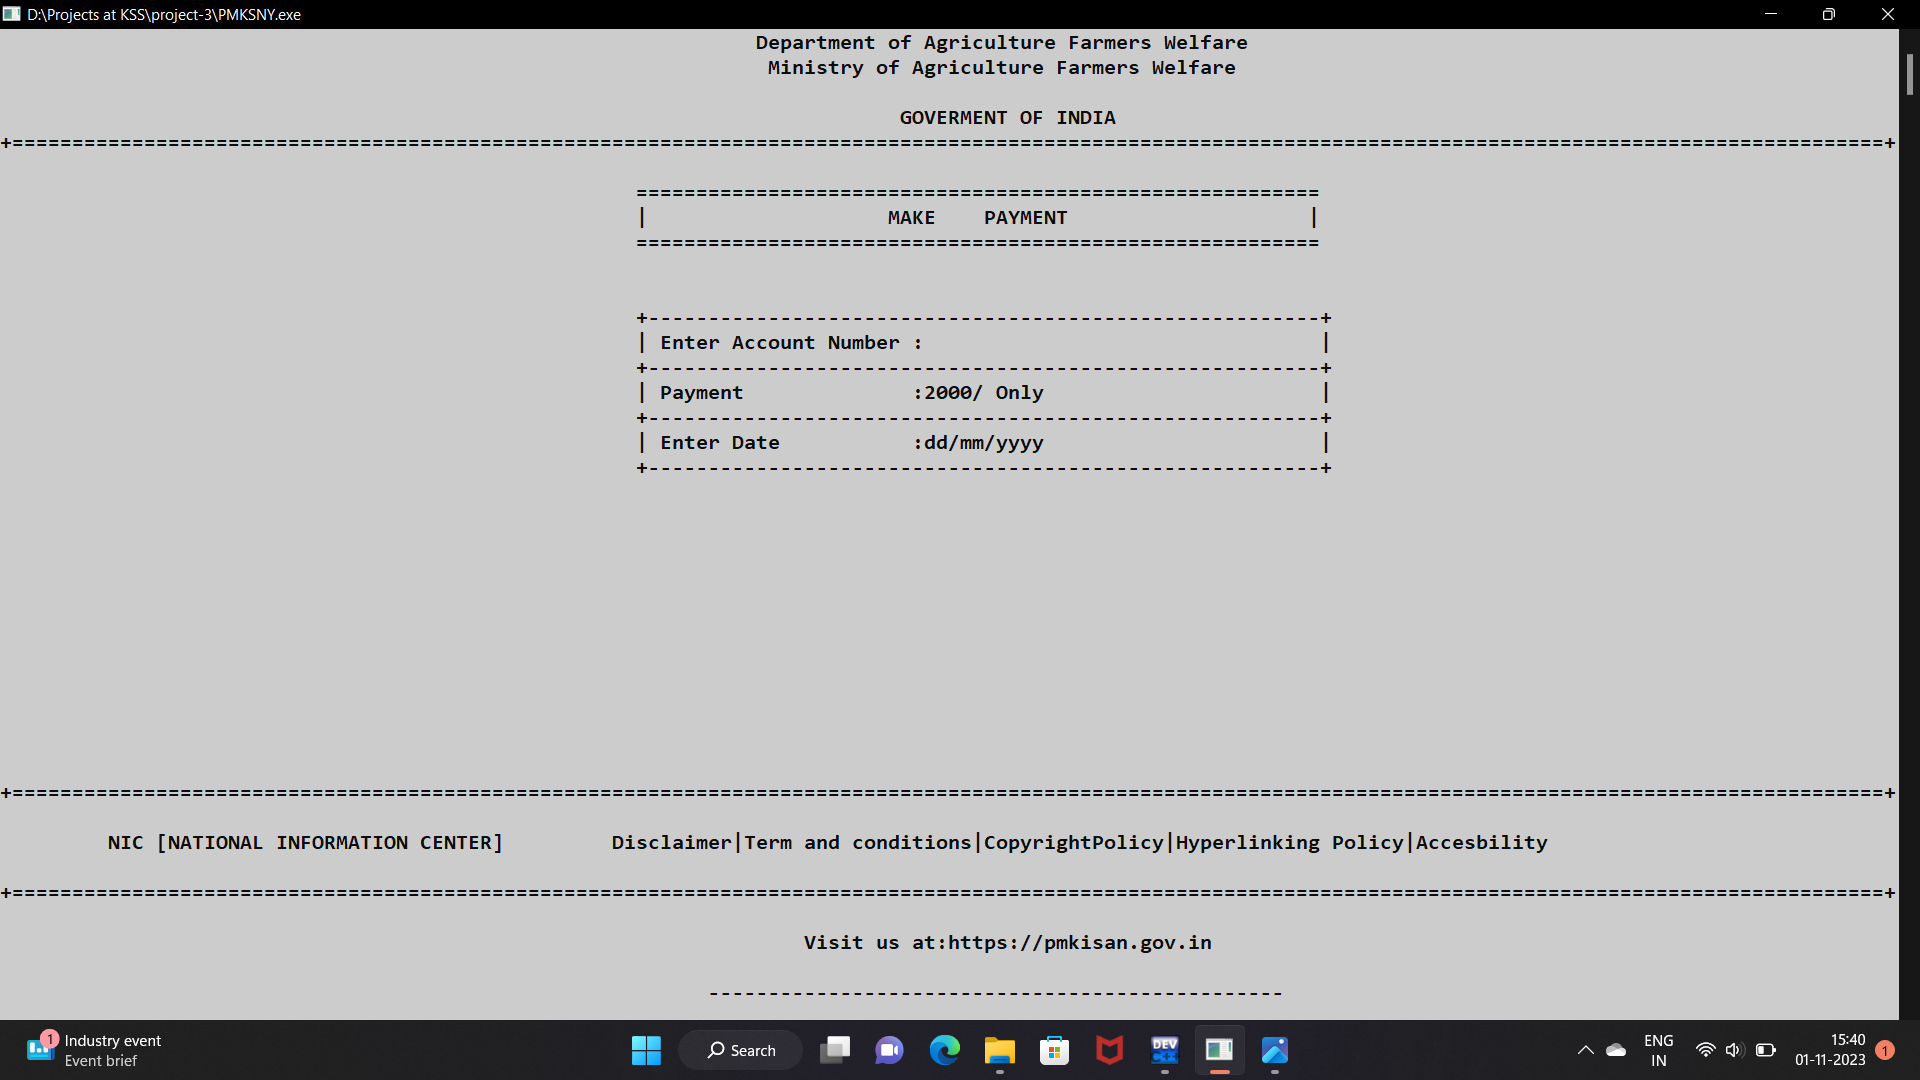 D:\Projects at KSS\project-3\PMKSNY.exe
Department of Agriculture Farmers Welfare
Ministry of Agriculture Farmers Welfare
GOVERMENT OF INDIA
MAKE PAYMENT
Enter Account Number :
Payment :2000/ Only
Enter Date :dd/mm/yyyy
NIC [NATIONAL INFORMATION CENTER] Disclaimer|Term and conditions|CopyrightPolicy|Hyperlinking Policy|Accesbility
Visit us at:https://pmkisan.gov.in
1 Industry event
Event brief
Search
DEV
C++
ENG
IN
15:40
01-11-2023
1